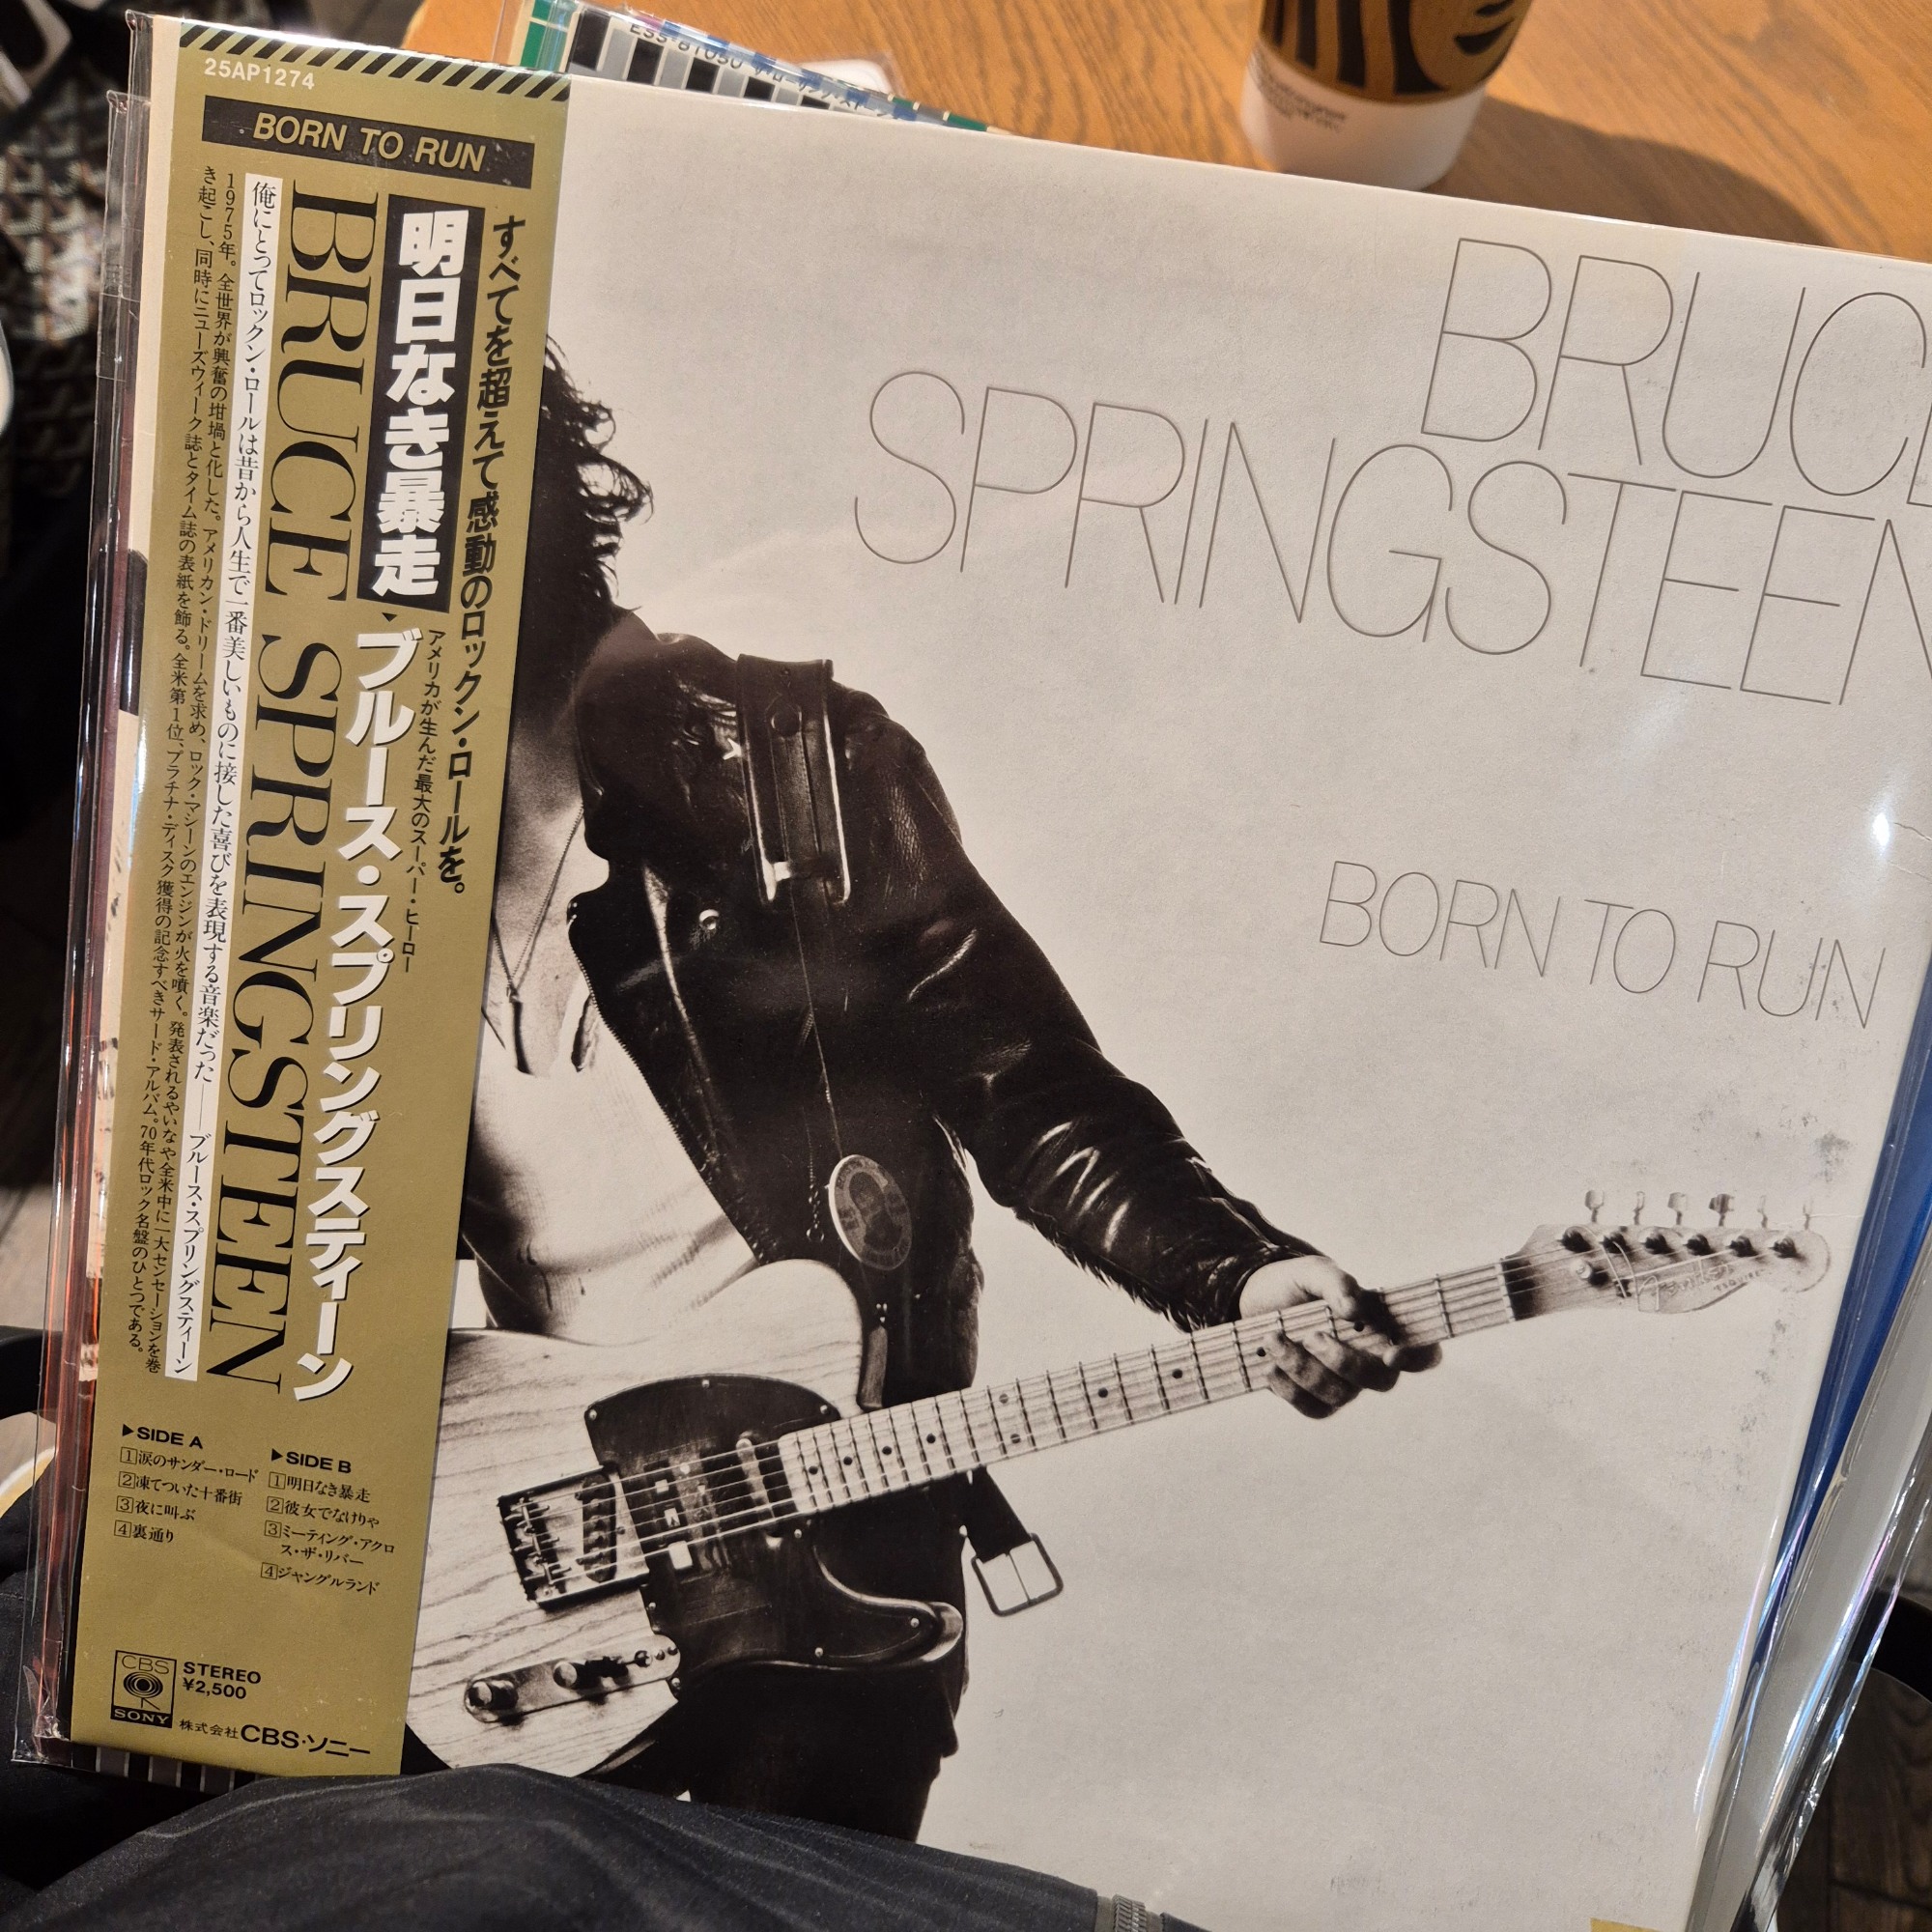 25AP1274
BORN TO RUN
すべてを超えて感動のロックン・ロールを。
アメリカが生んだ最大のスーパー・ヒーロー
明日なき暴走
ブルース・スプリングスティーン
BRUCE SPRINGSTEEN
俺にとってロックン・ロールは昔から人生で一番美しいものに接した喜びを表現する音楽だった——ブルース・スプリングスティーン
1975年。全世界が興奮の坩堝と化した。アメリカン・ドリームを求め、ロック・マシーンのエンジンが火を噴く。発表されるやいなや全米中に一大センセーションを巻
き起こし、同時にニューズウィーク誌とタイム誌の表紙を飾る。全米第1位、プラチナ・ディスク獲得の記念すべきサード・アルバム。70年代ロック名盤のひとつである。
▶SIDE A
1涙のサンダー・ロード
2凍てついた十番街
3夜に叫ぶ
4裏通り
▶SIDE B
1明日なき暴走
2彼女でなけりゃ
3ミーティング・アクロ
ス・ザ・リバー
4ジャングルランド
CBS
SONY
STEREO
¥2,500
株式会社CBS・ソニー
BRUCE
SPRINGSTEEN
BORN TO RUN
Fender